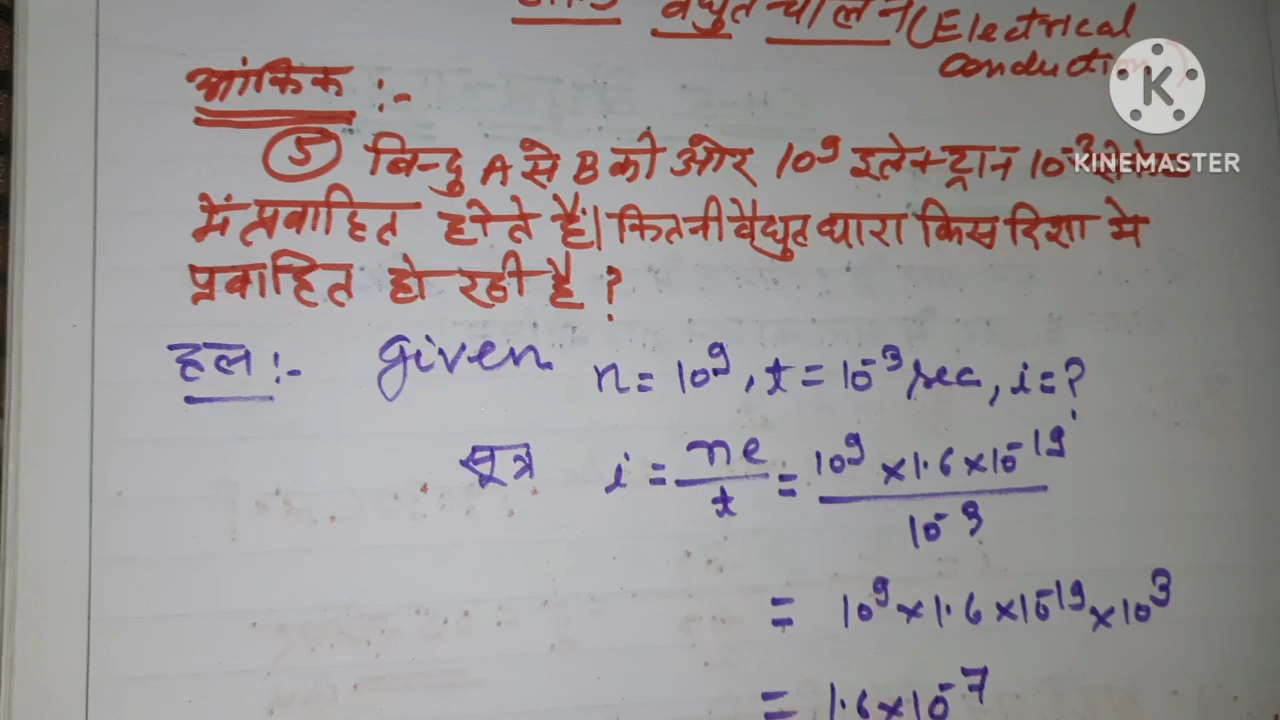 वैद्युत चालन (Electrical
conduction)
आंकिक :-
(5) बिन्दु A से B की ओर 10⁹ इलेक्ट्रान 10⁻³
में प्रवाहित होते हैं। कितनी वैद्युत धारा किस दिशा मे
प्रवाहित हो रही है ?
हल :- given n = 10⁹, t = 10⁻³ sec, i = ?
सूत्र i = ne/t = 10⁹ × 1.6 × 10⁻¹⁹/10⁻³
= 10⁹ × 1.6 × 10⁻¹⁹ × 10³
= 1.6 × 10⁻⁷
K
KINEMASTER